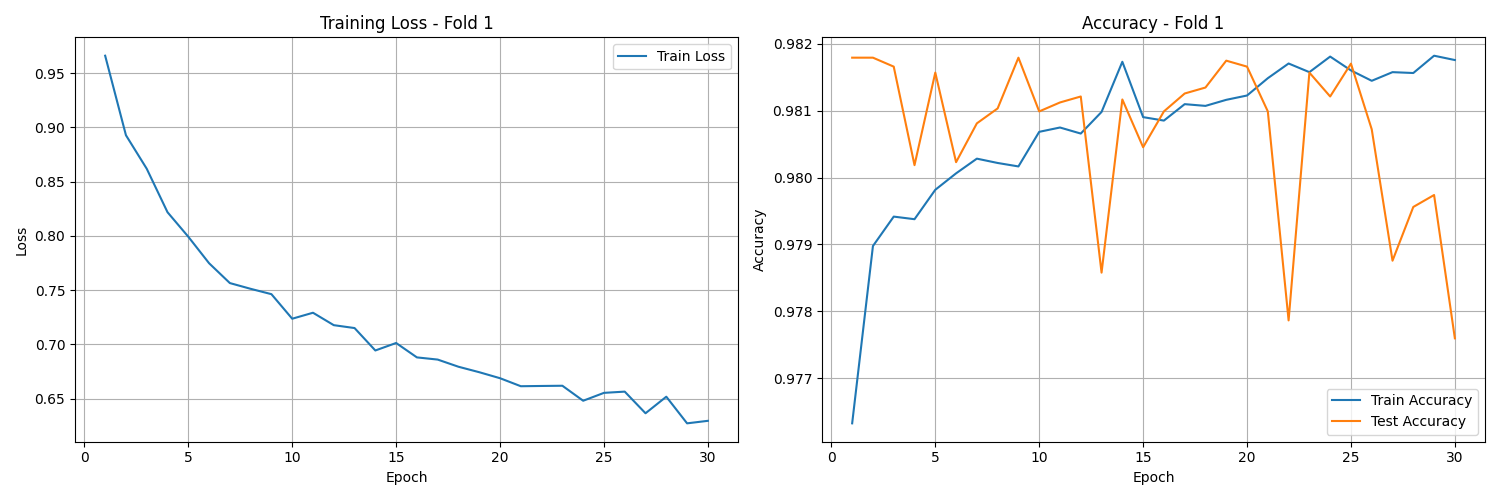 Training Loss - Fold 1
Train Loss
0.95
0.90
0.85
0.80
0.75
0.70
0.65
Loss
0 5 10 15 20 25 30
Epoch
Accuracy - Fold 1
0.982
0.981
0.980
0.979
0.978
0.977
Accuracy
Train Accuracy
Test Accuracy
0 5 10 15 20 25 30
Epoch